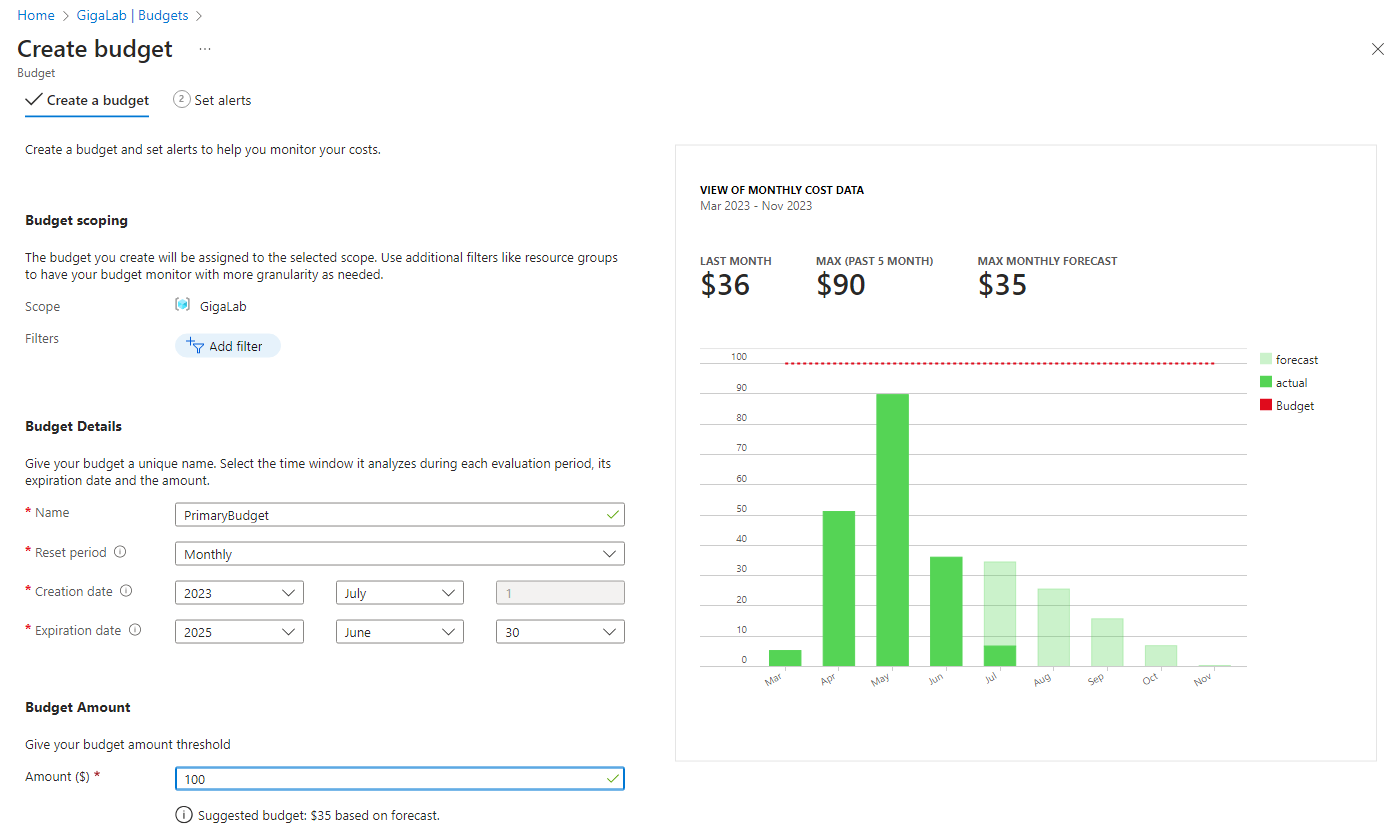 Home > GigaLab | Budgets >
Create budget ...
Budget
Create a budget
2 Set alerts
Create a budget and set alerts to help you monitor your costs.
Budget scoping
The budget you create will be assigned to the selected scope. Use additional filters like resource groups
to have your budget monitor with more granularity as needed.
Scope GigaLab
Filters Add filter
Budget Details
Give your budget a unique name. Select the time window it analyzes during each evaluation period, its
expiration date and the amount.
* Name PrimaryBudget
* Reset period Monthly
* Creation date 2023 July 1
* Expiration date 2025 June 30
Budget Amount
Give your budget amount threshold
Amount ($) * 100
Suggested budget: $35 based on forecast.
VIEW OF MONTHLY COST DATA
Mar 2023 - Nov 2023
LAST MONTH MAX (PAST 5 MONTH) MAX MONTHLY FORECAST
$36 $90 $35
100
90
80
70
60
50
40
30
20
10
0
Mar Apr May Jun Jul Aug Sep Oct Nov
forecast
actual
Budget